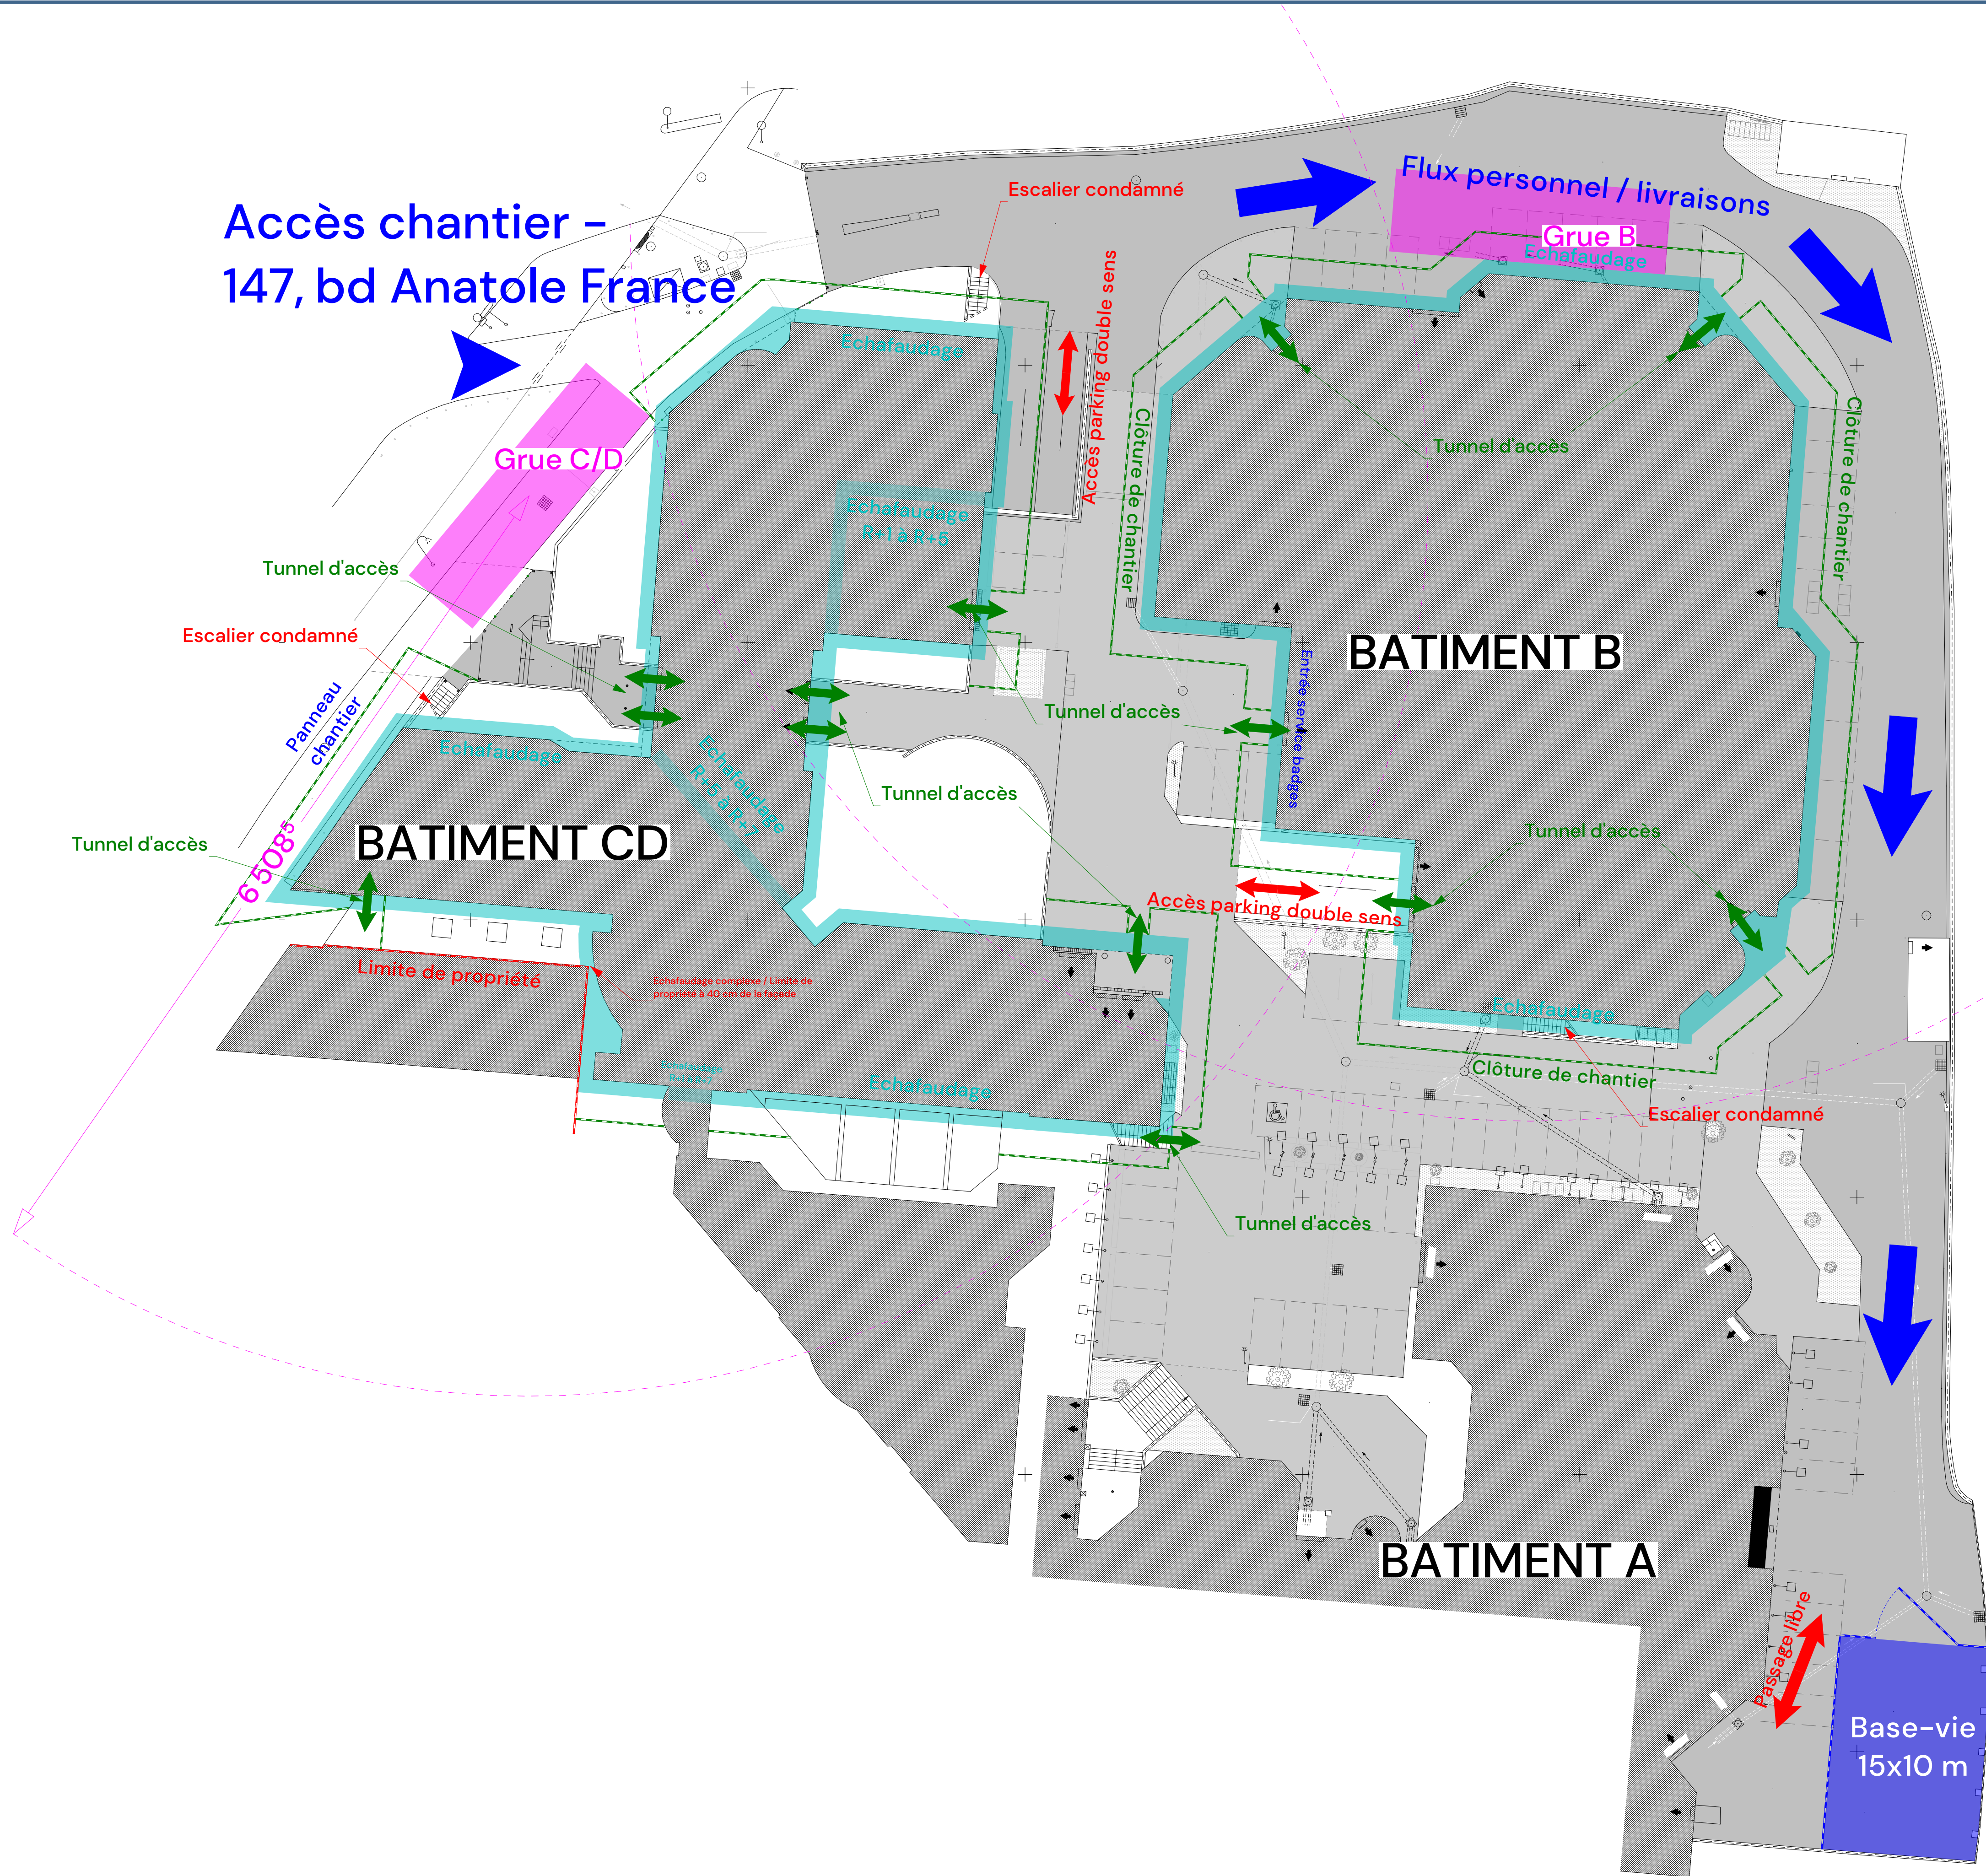 Accès chantier -
147, bd Anatole France
Escalier condamné
Flux personnel / livraisons
Grue B
Echafaudage
Echafaudage
Accès parking double sens
Clôture de chantier
Clôture de chantier
Tunnel d'accès
Grue C/D
Echafaudage
R+1 à R+5
Tunnel d'accès
Escalier condamné
Panneau
chantier
BATIMENT B
Entrée service badges
Tunnel d'accès
Echafaudage
Echafaudage
R+5 à R+7
Tunnel d'accès
Tunnel d'accès
Tunnel d'accès
BATIMENT CD
65085
Accès parking double sens
Limite de propriété
Echafaudage complexe / Limite de
propriété à 40 cm de la façade
Echafaudage
Clôture de chantier
Echafaudage
R+1 à R+7
Echafaudage
Escalier condamné
Tunnel d'accès
BATIMENT A
Passage libre
Base-vie
15x10 m